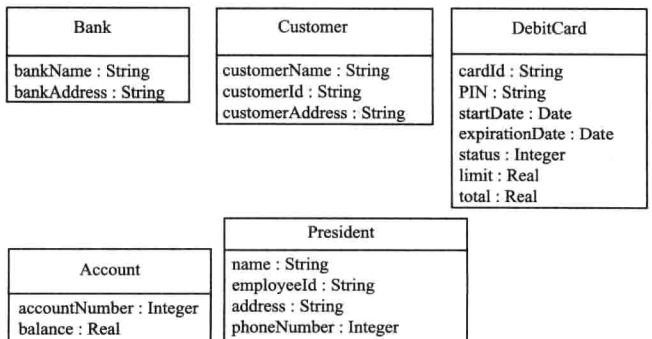 Bank
bankName : String
bankAddress : String
Customer
customerName : String
customerId : String
customerAddress : String
DebitCard
cardId : String
PIN : String
startDate : Date
expirationDate : Date
status : Integer
limit : Real
total : Real
Account
accountNumber : Integer
balance : Real
President
name : String
employeeId : String
address : String
phoneNumber : Integer